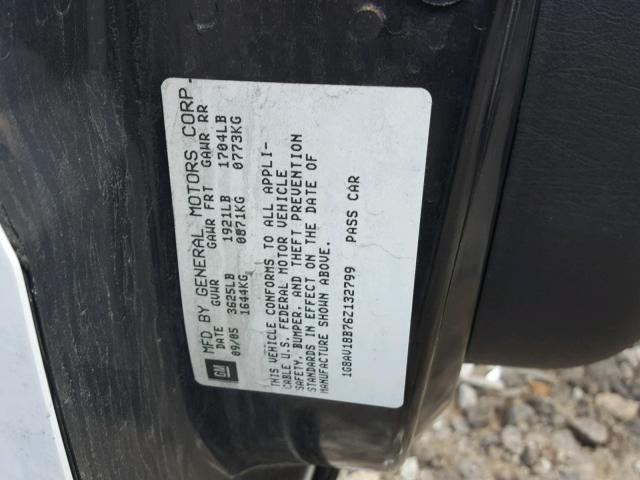 MFD BY GENERAL MOTORS CORP
DATE GVWR GAWR FRT GAWR RR
09/05 3625LB 1921LB 1704LB
1644KG 0871KG 0773KG
THIS VEHICLE CONFORMS TO ALL APPLI-
CABLE U.S. FEDERAL MOTOR VEHICLE
SAFETY, BUMPER, AND THEFT PREVENTION
STANDARDS IN EFFECT ON THE DATE OF
MANUFACTURE SHOWN ABOVE.
1G8AV18B76Z132799 PASS CAR
GM